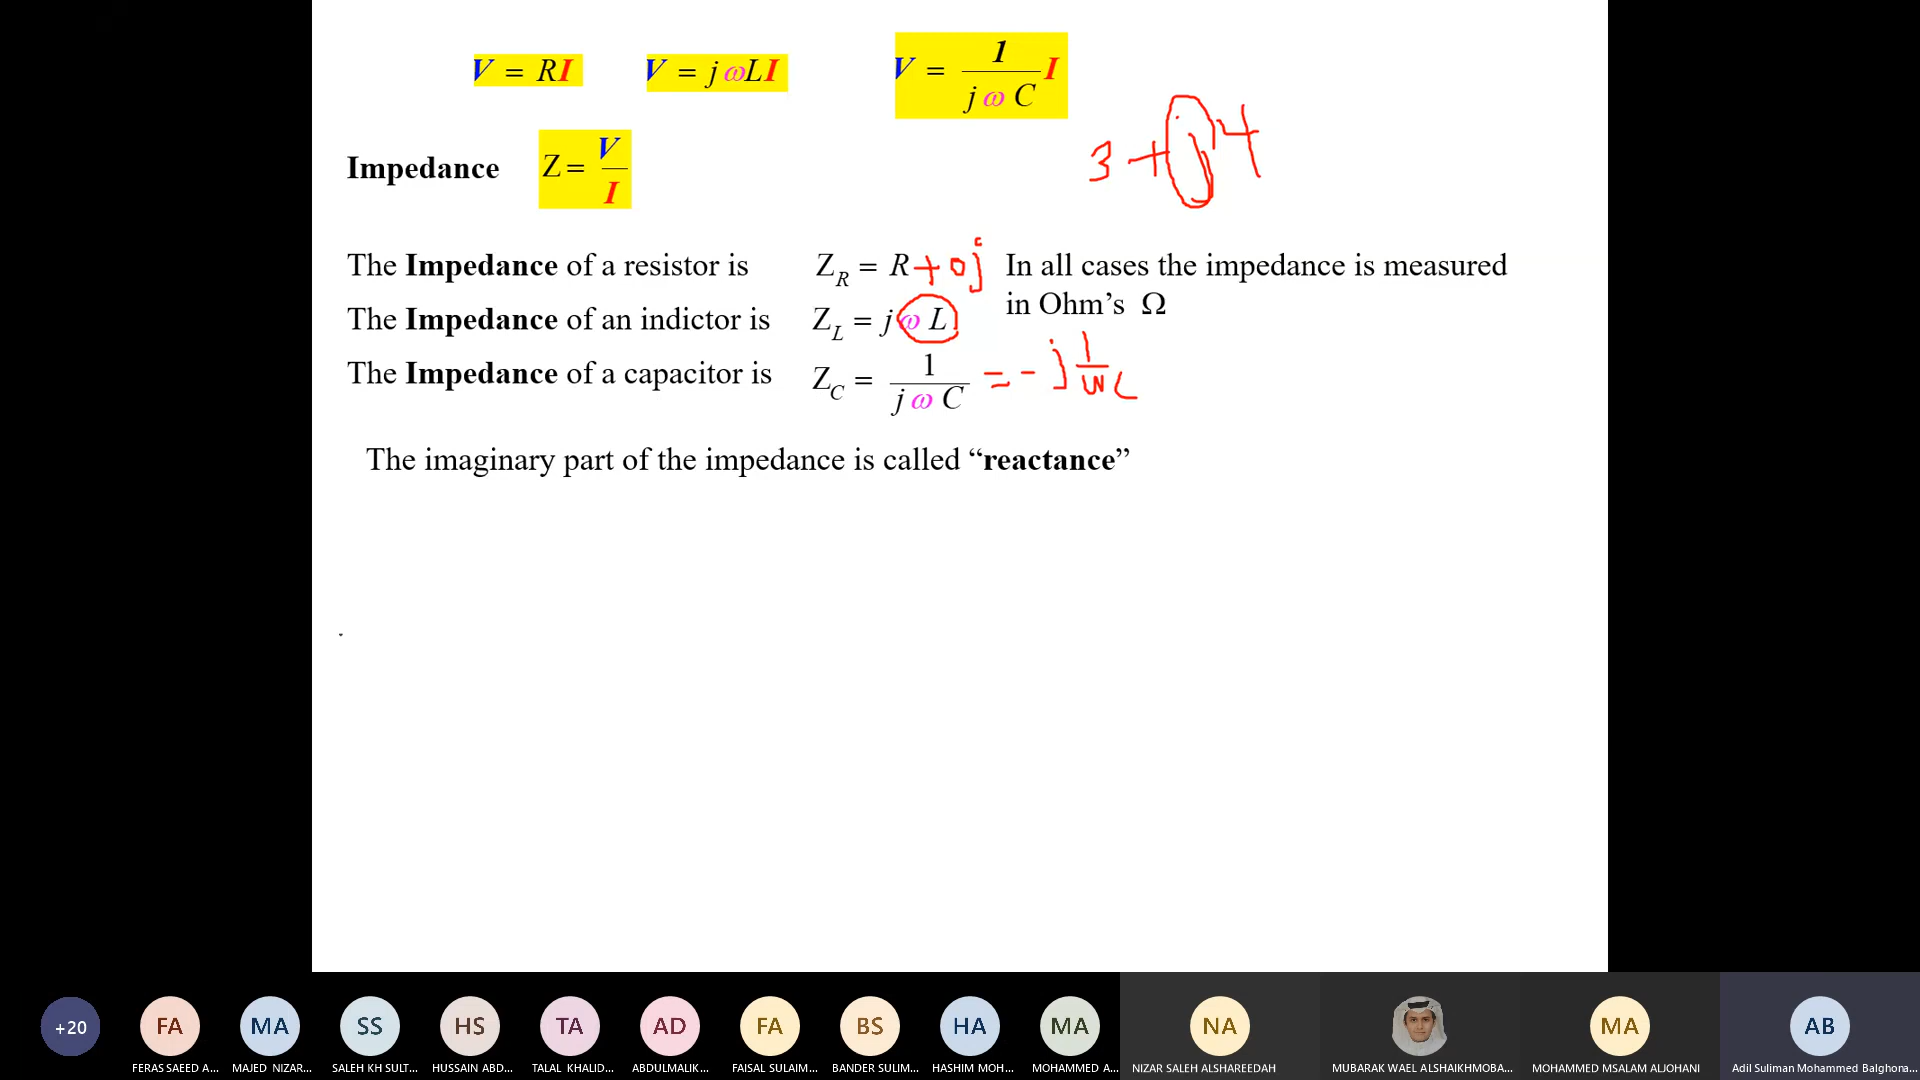 V = RI V = jωLI V = 1/(jωC) I
Impedance Z = V/I
3 + j4
The Impedance of a resistor is Z_R = R + 0j In all cases the impedance is measured
in Ohm’s Ω
The Impedance of an indictor is Z_L = jωL
The Impedance of a capacitor is Z_C = 1/(jωC) = - j 1/(ωC)
The imaginary part of the impedance is called “reactance”
+20 FA MA SS HS TA AD FA BS HA MA NA MA AB
FERAS SAEED A... MAJED NIZAR... SALEH KH SULT... HUSSAIN ABD... TALAL KHALID... ABDULMALIK... FAISAL SULAIM... BANDER SULIM... HASHIM MOH... MOHAMMED A... NIZAR SALEH ALSHAREEDAH MUBARAK WAEL ALSHAIKHMOBA... MOHAMMED MSALAM ALJOHANI Adil Suliman Mohammed Balghona...